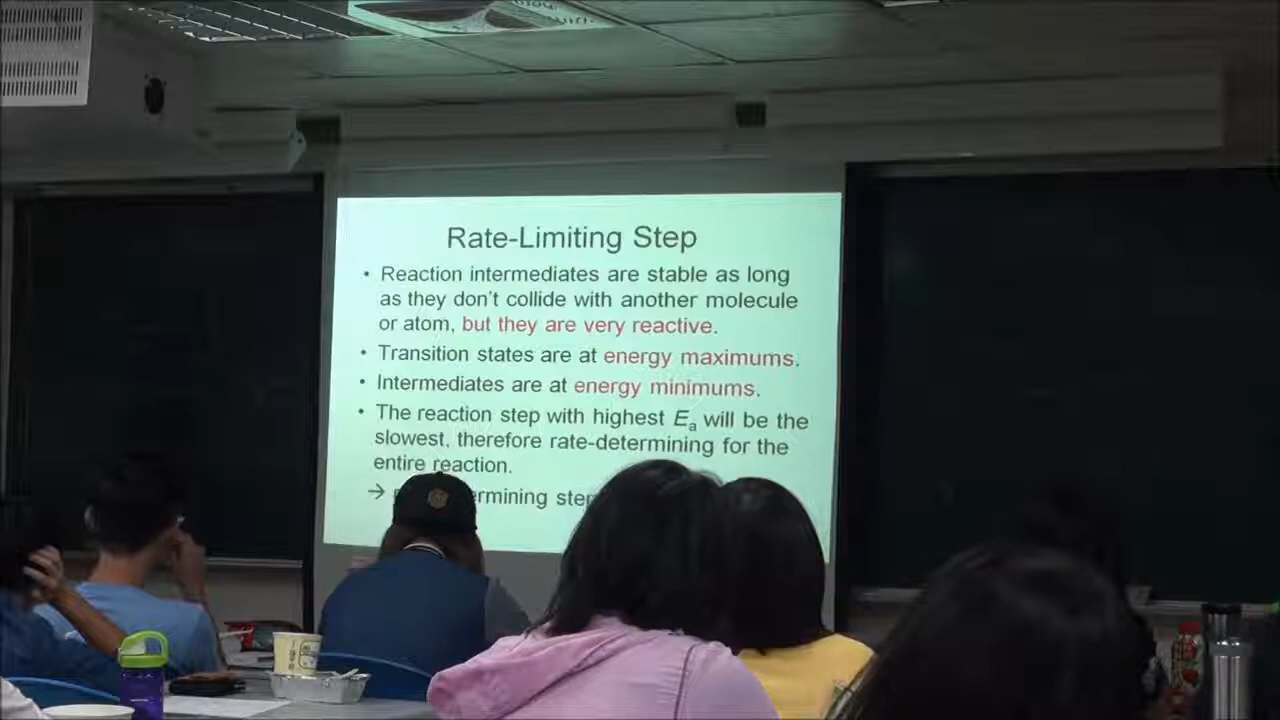 Rate-Limiting Step
• Reaction intermediates are stable as long
as they don't collide with another molecule
or atom, but they are very reactive.
• Transition states are at energy maximums.
• Intermediates are at energy minimums.
• The reaction step with highest Ea will be the
slowest, therefore rate-determining for the
entire reaction.
→ step